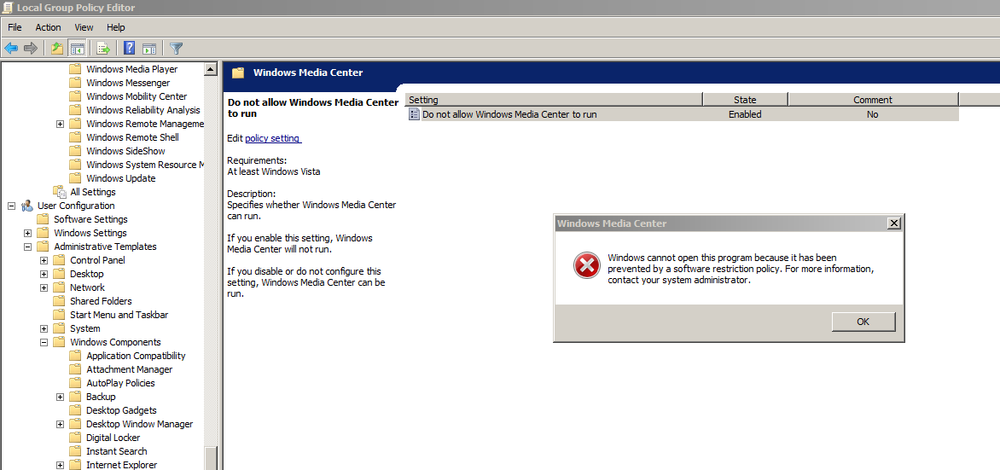 Local Group Policy Editor
File Action View Help
Windows Media Player
Windows Messenger
Windows Mobility Center
Windows Reliability Analysis
Windows Remote Manageme
Windows Remote Shell
Windows SideShow
Windows System Resource M
Windows Update
All Settings
User Configuration
Software Settings
Windows Settings
Administrative Templates
Control Panel
Desktop
Network
Shared Folders
Start Menu and Taskbar
System
Windows Components
Application Compatibility
Attachment Manager
AutoPlay Policies
Backup
Desktop Gadgets
Desktop Window Manager
Digital Locker
Instant Search
Internet Explorer
Windows Media Center
Do not allow Windows Media Center
to run
Edit policy setting
Requirements:
At least Windows Vista
Description:
Specifies whether Windows Media Center
can run.
If you enable this setting, Windows
Media Center will not run.
If you disable or do not configure this
setting, Windows Media Center can be
run.
Setting State Comment
Do not allow Windows Media Center to run Enabled No
Windows Media Center
Windows cannot open this program because it has been
prevented by a software restriction policy. For more information,
contact your system administrator.
OK